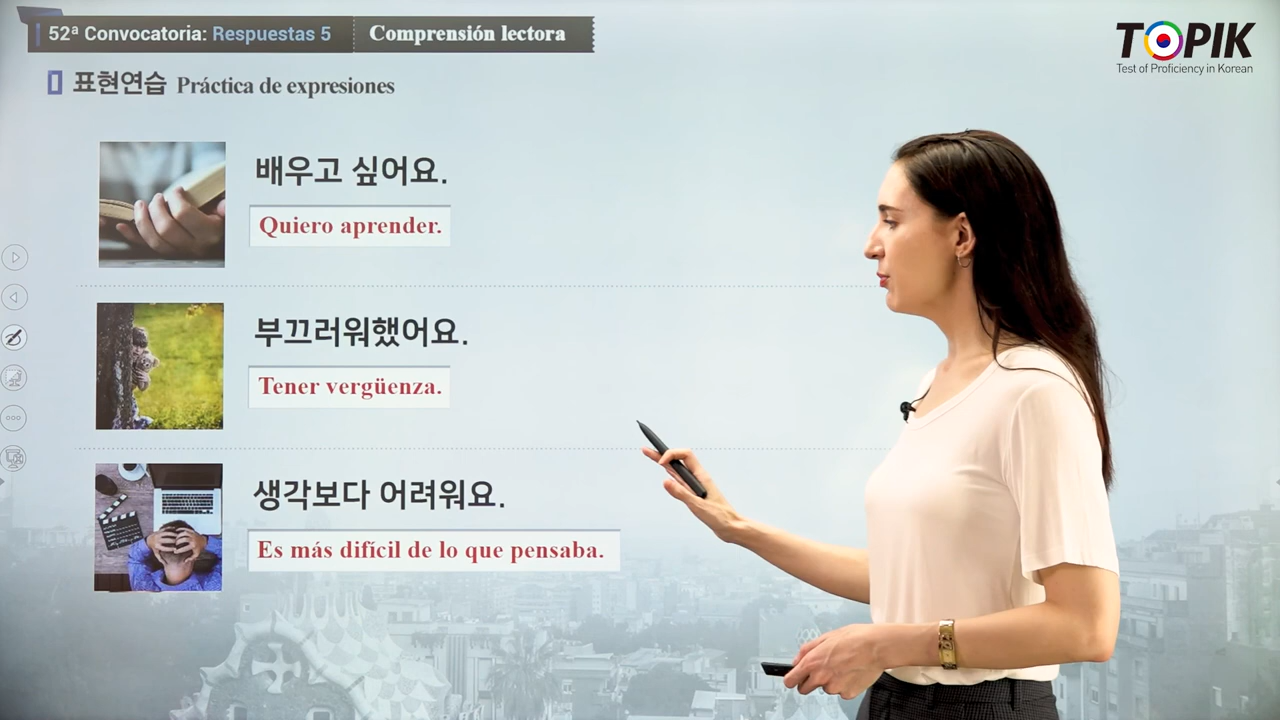 52ª Convocatoria: Respuestas 5 Comprensión lectora
TOPIK
Test of Proficiency in Korean
표현연습 Práctica de expresiones
배우고 싶어요.
Quiero aprender.
부끄러워했어요.
Tener vergüenza.
생각보다 어려워요.
Es más difícil de lo que pensaba.